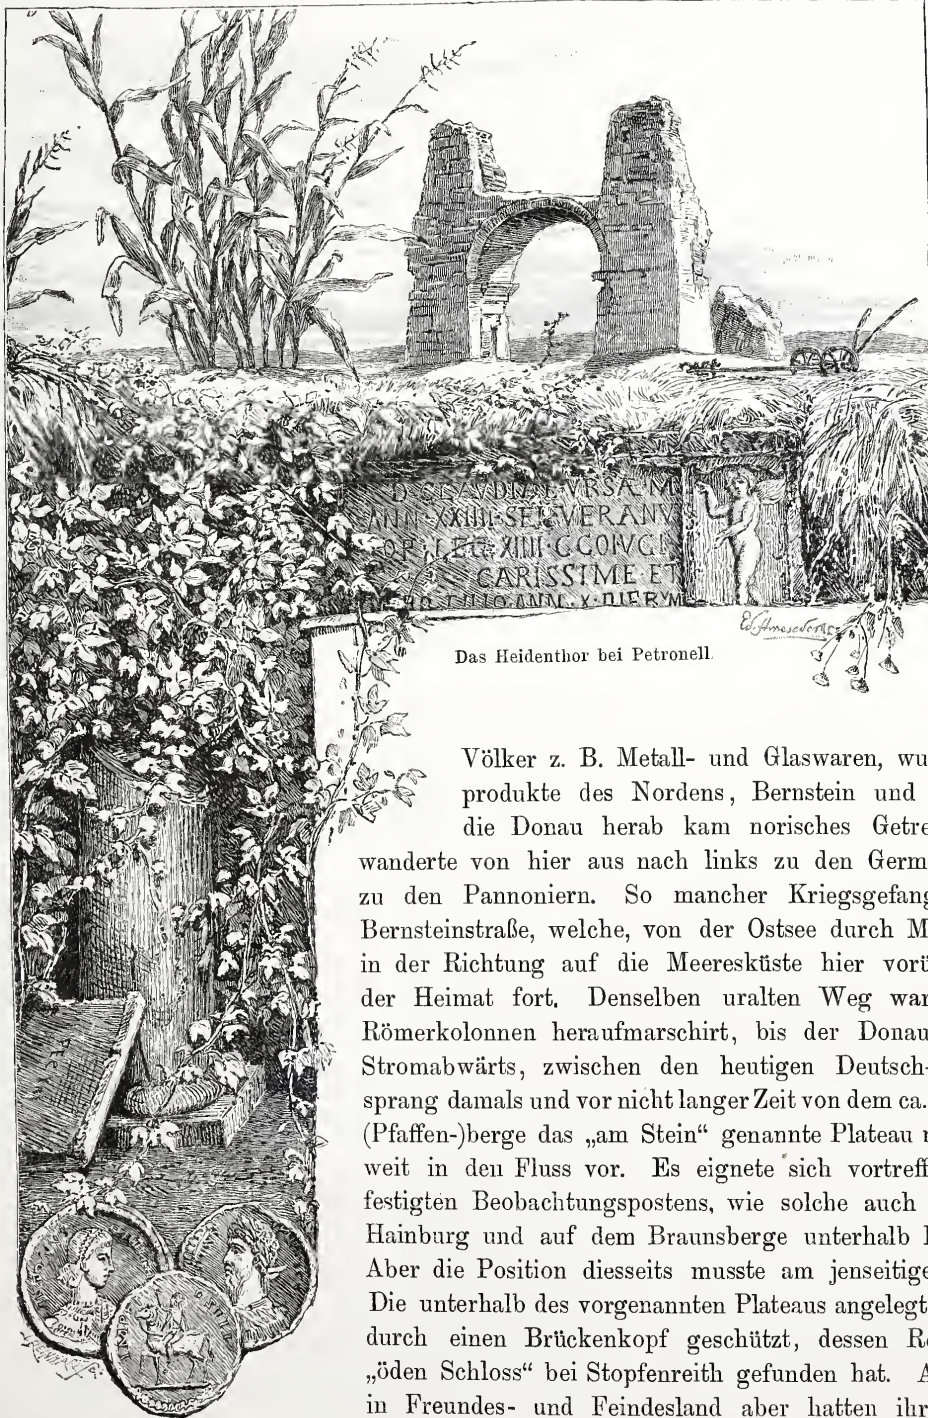 D·CLAVDIAE·VRSAE·M
ANN·XXIIII·SEP·VERANV
LEG·XIIII·G·CONVGI
CARISSIME·ET
FILIO·ANN·X·DIERVM
Das Heidenthor bei Petronell.
Völker z. B. Metall- und Glaswaren, wu
produkte des Nordens, Bernstein und
die Donau herab kam norisches Getre
wanderte von hier aus nach links zu den Germ
zu den Pannoniern. So mancher Kriegsgefang
Bernsteinstraße, welche, von der Ostsee durch M
in der Richtung auf die Meeresküste hier vorü
der Heimat fort. Denselben uralten Weg war
Römerkolonnen heraufmarschirt, bis der Donau
Stromabwärts, zwischen den heutigen Deutsch-
sprang damals und vor nicht langer Zeit von dem ca.
(Pfaffen-)berge das „am Stein“ genannte Plateau
weit in den Fluss vor. Es eignete sich vortreff
festigten Beobachtungspostens, wie solche auch
Hainburg und auf dem Braunsberge unterhalb
Aber die Position diesseits musste am jenseitige
Die unterhalb des vorgenannten Plateaus angelegt
durch einen Brückenkopf geschützt, dessen Re
„öden Schloss“ bei Stopfenreith gefunden hat. A
in Freundes- und Feindesland aber hatten ihr